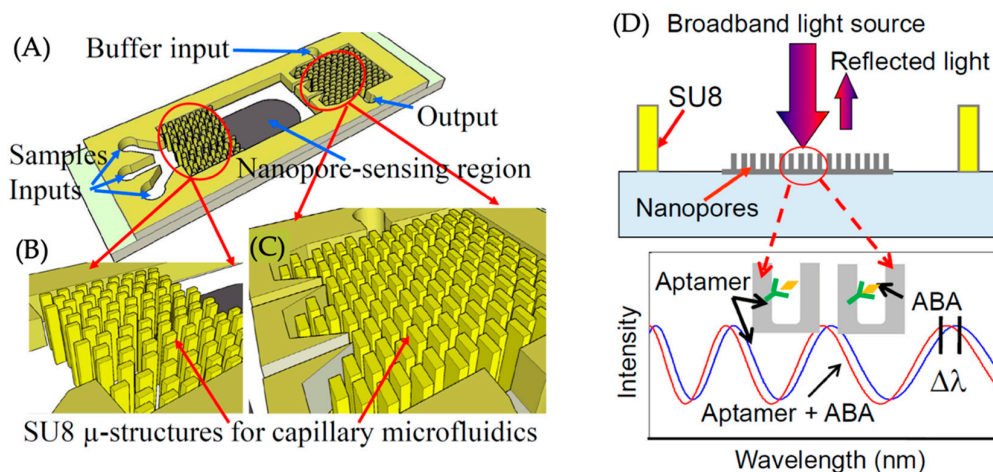 (A)
Buffer input
Output
Samples
Inputs
Nanopore-sensing region
(B)
(C)
SU8 μ-structures for capillary microfluidics
(D)
Broadband light source
Reflected light
SU8
Nanopores
Aptamer
ABA
Intensity
Δλ
Aptamer + ABA
Wavelength (nm)